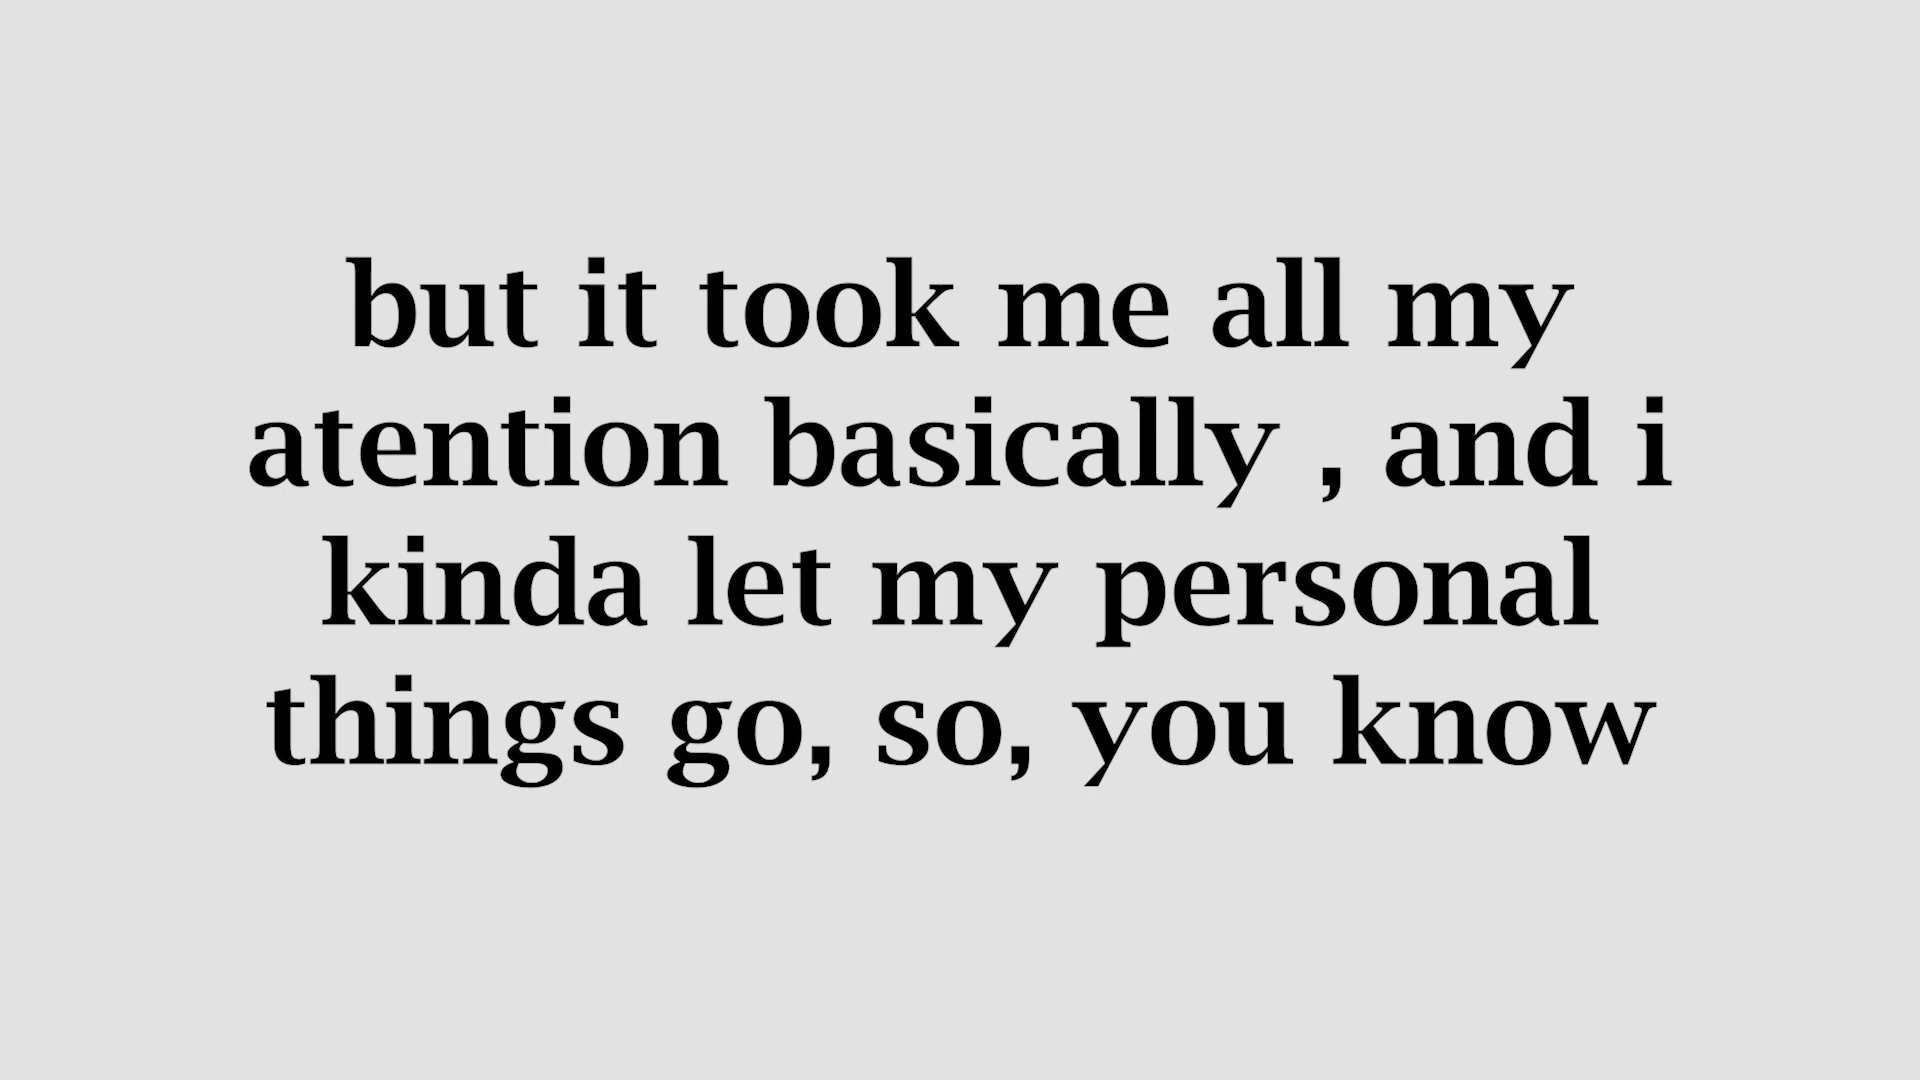 but it took me all my
atention basically , and i
kinda let my personal
things go, so, you know